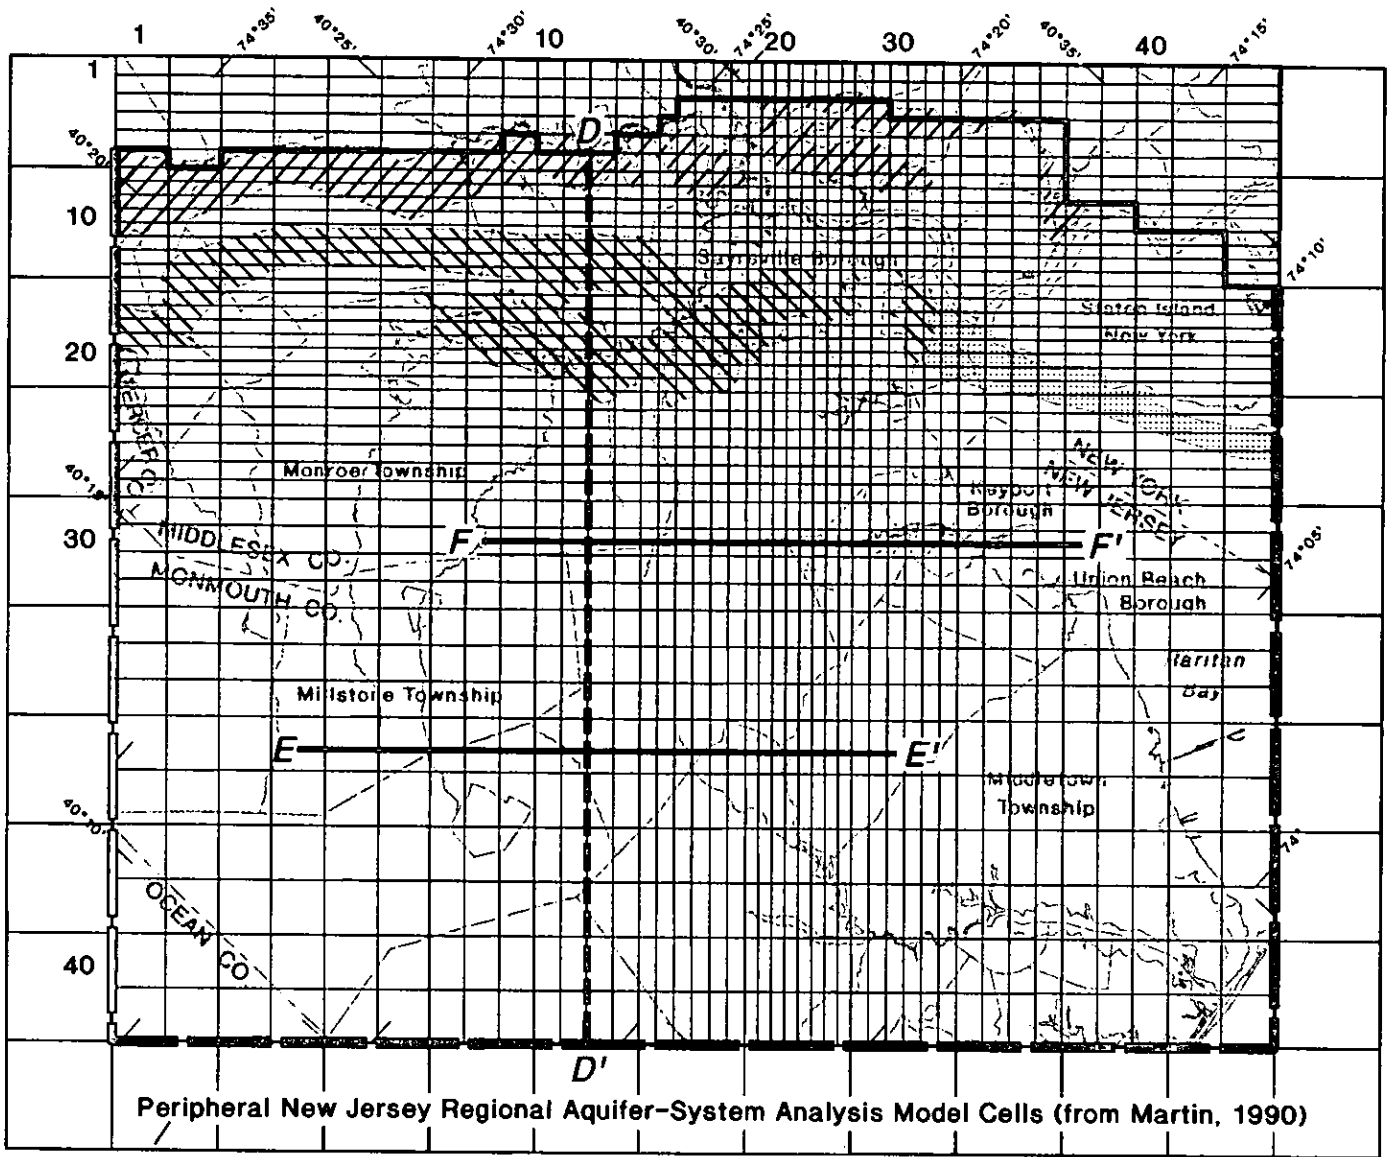 1
74°35'
40°25'
74°30'
10
40°30'
74°25'
20
30
74°20'
40°35'
40
74°15'
1
D
40°20'
10
74°10'
Sayreville Borough
Staten Island
New York
20
MERCER CO.
Monroe Township
NEW YORK
NEW JERSEY
Keyport
Borough
30
F
F'
74°05'
MIDDLESEX CO.
MONMOUTH CO.
Union Beach
Borough
Raritan
Bay
Millstone Township
E
E'
Middletown
Township
40°10'
74°
OCEAN CO.
40
D'
Peripheral New Jersey Regional Aquifer-System Analysis Model Cells (from Martin, 1990)